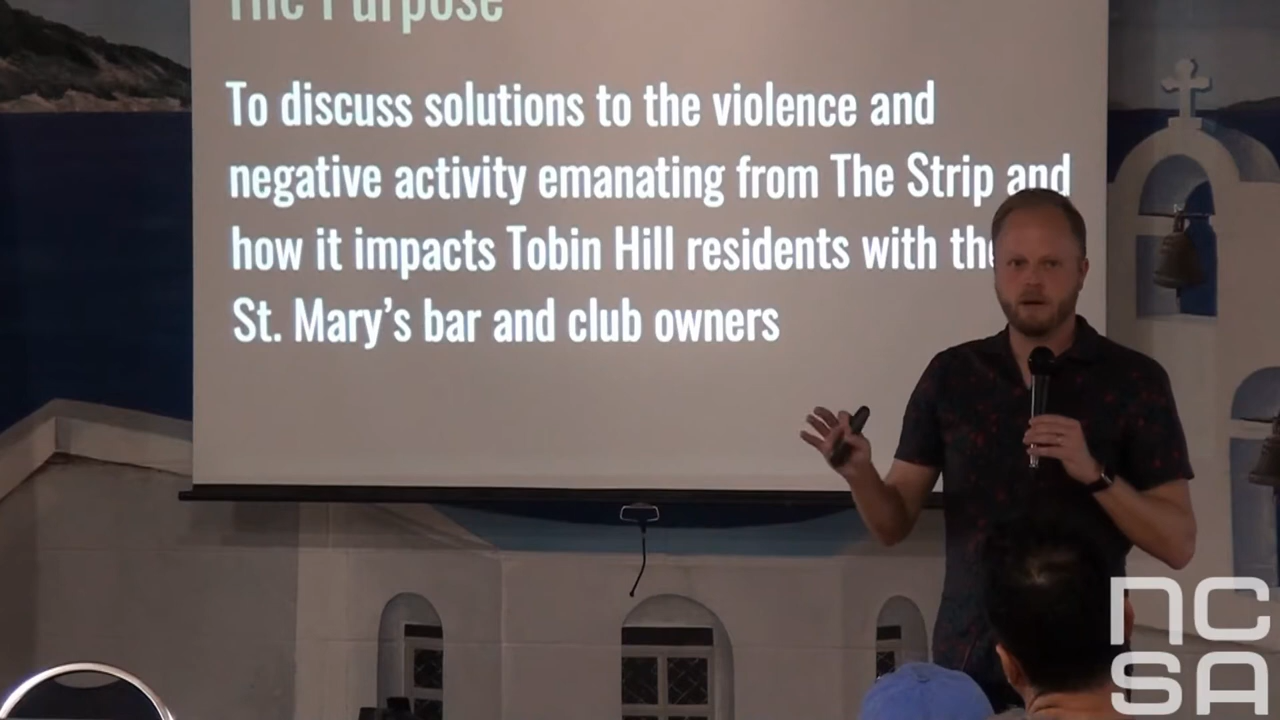 The Purpose
To discuss solutions to the violence and
negative activity emanating from The Strip and
how it impacts Tobin Hill residents with the
St. Mary's bar and club owners
NC
SA